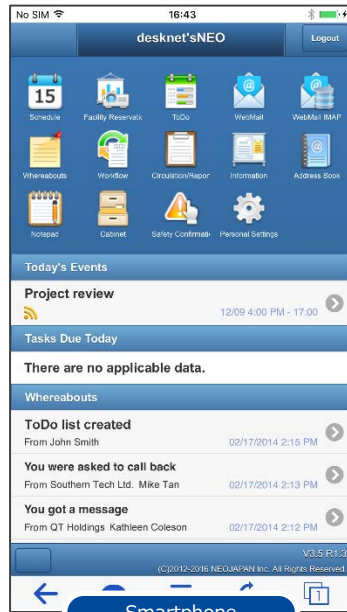 No SIM 16:43
desknet'sNEO Logout
15
Schedule Facility Reservatic ToDo WebMail WebMail IMAP
Whereabouts Workflow Circulation/Repor Information Address Book
Notepad Cabinet Safety Confirmatic Personal Settings
Today's Events
Project review
12/09 4:00 PM - 17:00
Tasks Due Today
There are no applicable data.
Whereabouts
ToDo list created
From John Smith 02/17/2014 2:15 PM
You were asked to call back
From Southern Tech Ltd. Mike Tan 02/17/2014 2:13 PM
You got a message
From QT Holdings Kathleen Coleson 02/17/2014 2:12 PM
V3.5 R1.3
(C)2012-2016 NEOJAPAN Inc. All Rights Reserved.
1
Smartphone